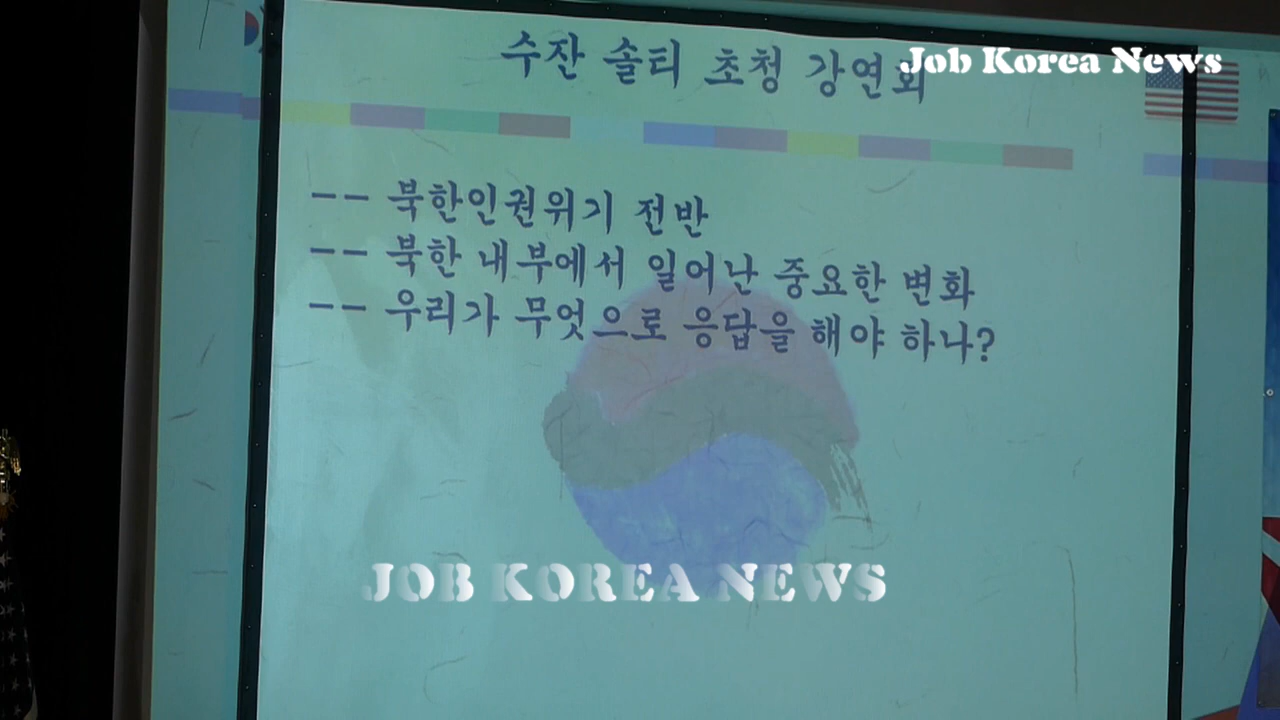 수잔 솔티 초청 강연회
Job Korea News
-- 북한인권위기 전반
-- 북한 내부에서 일어난 중요한 변화
-- 우리가 무엇으로 응답을 해야 하나?
JOB KOREA NEWS